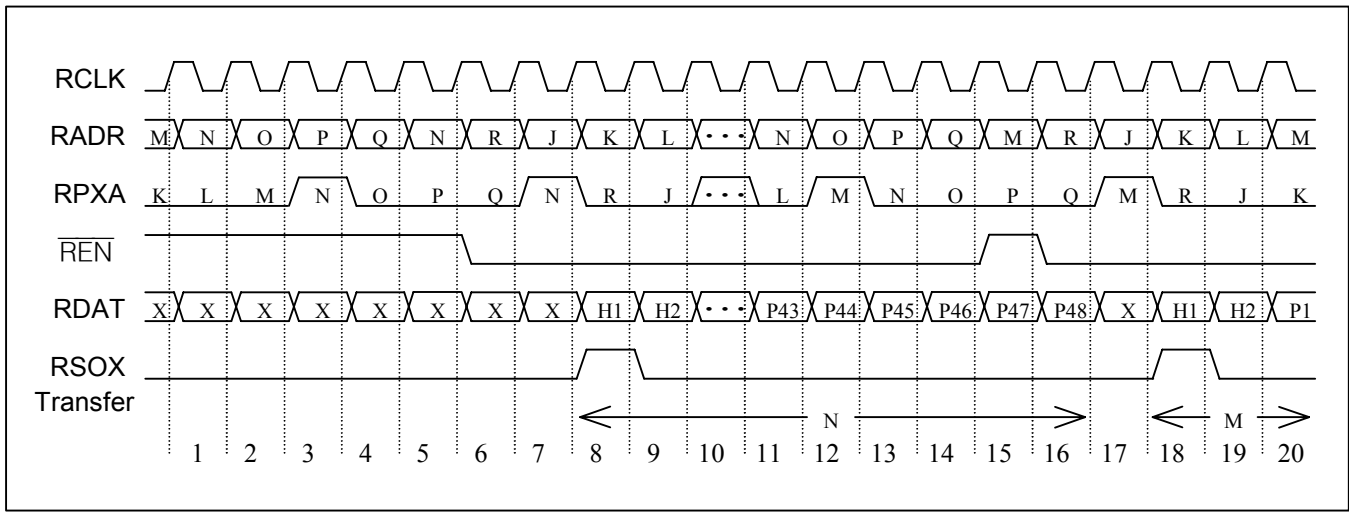 RCLK
RADR M N O P Q N R J K L ··· N O P Q M R J K L M
RPXA K L M N O P Q N R J ··· L M N O P Q M R J K
REN
RDAT X X X X X X X X H1 H2 ··· P43 P44 P45 P46 P47 P48 X H1 H2 P1
RSOX
Transfer N M
1 2 3 4 5 6 7 8 9 10 11 12 13 14 15 16 17 18 19 20